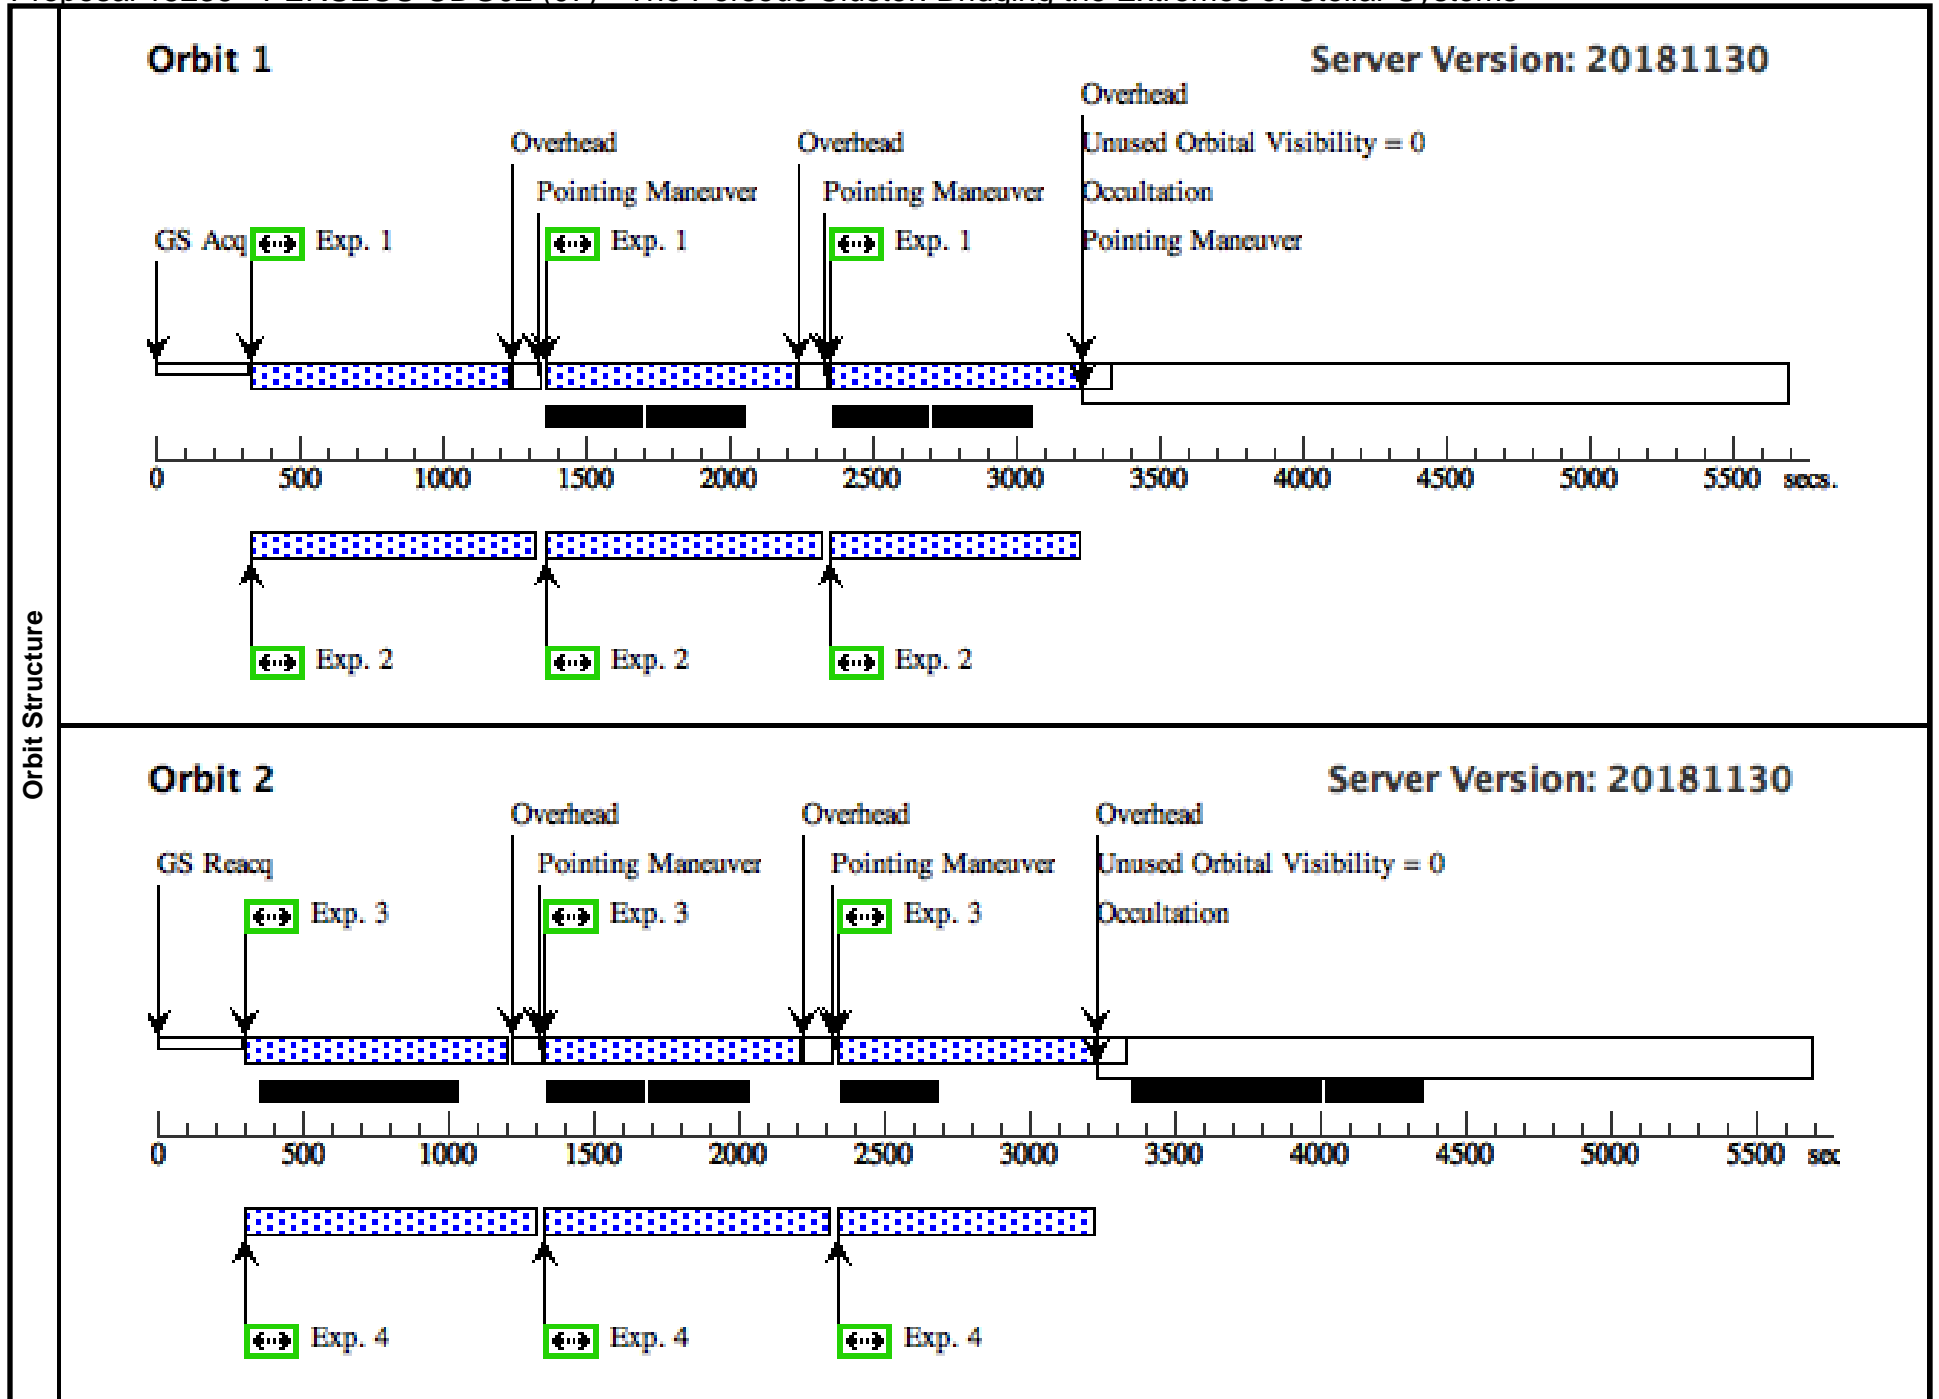 Orbit Structure
Orbit 1
Server Version: 20181130
Overhead
Overhead
Overhead
Unused Orbital Visibility = 0
Pointing Maneuver
Pointing Maneuver
Occultation
GS Acq
Exp. 1
Exp. 1
Exp. 1
Pointing Maneuver
0 500 1000 1500 2000 2500 3000 3500 4000 4500 5000 5500 secs.
Exp. 2
Exp. 2
Exp. 2
Orbit 2
Server Version: 20181130
Overhead
Overhead
Overhead
GS Reacq
Pointing Maneuver
Pointing Maneuver
Unused Orbital Visibility = 0
Exp. 3
Exp. 3
Exp. 3
Occultation
0 500 1000 1500 2000 2500 3000 3500 4000 4500 5000 5500 sec
Exp. 4
Exp. 4
Exp. 4